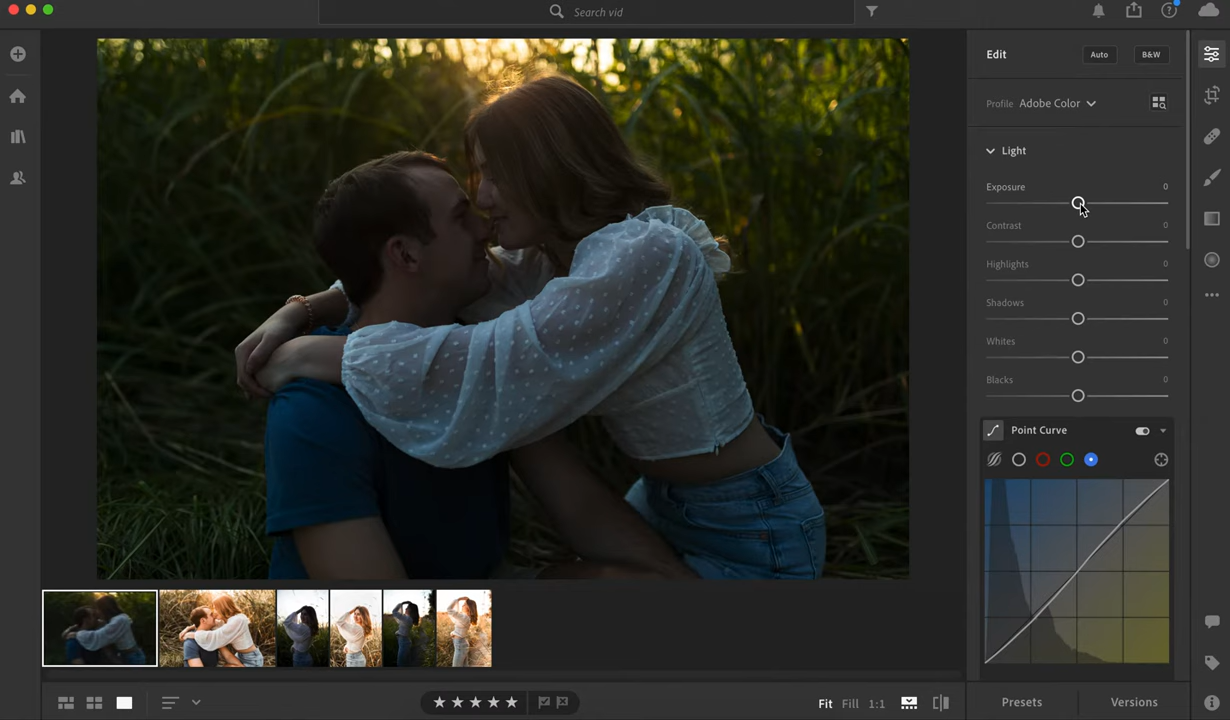 Search vid
Edit
Auto
B&W
Profile Adobe Color
Light
Exposure 0
Contrast 0
Highlights 0
Shadows 0
Whites 0
Blacks 0
Point Curve
Fit Fill 1:1
Presets
Versions